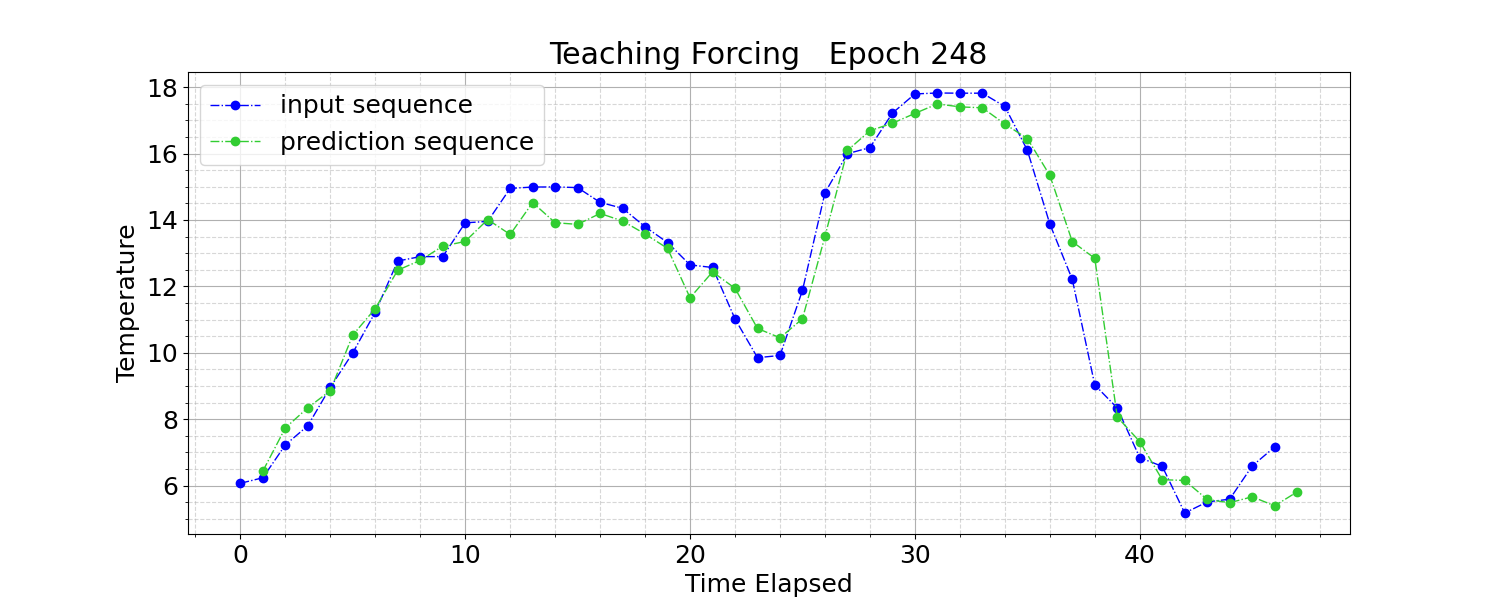 Teaching Forcing   Epoch 248
18
16
14
12
10
8
6
input sequence
prediction sequence
Temperature
0
10
20
30
40
Time Elapsed